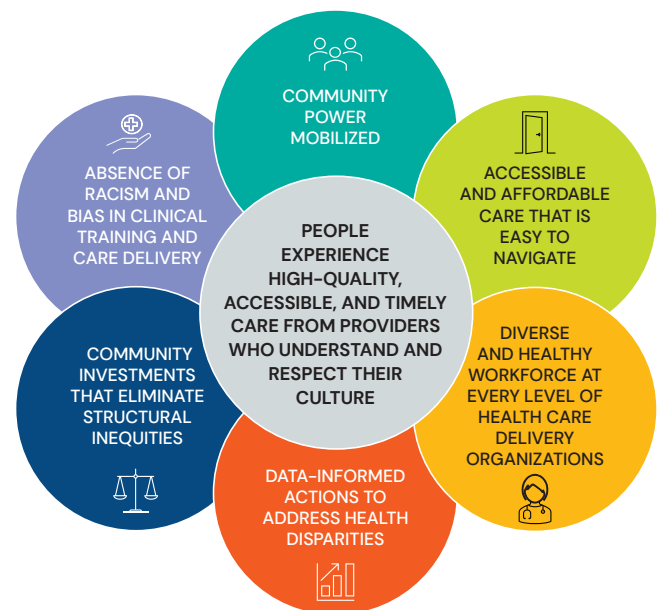 COMMUNITY
POWER
MOBILIZED
ACCESSIBLE
AND AFFORDABLE
CARE THAT IS
EASY TO
NAVIGATE
DIVERSE
AND HEALTHY
WORKFORCE AT
EVERY LEVEL OF
HEALTH CARE
DELIVERY
ORGANIZATIONS
DATA-INFORMED
ACTIONS TO
ADDRESS HEALTH
DISPARITIES
COMMUNITY
INVESTMENTS
THAT ELIMINATE
STRUCTURAL
INEQUITIES
ABSENCE OF
RACISM AND
BIAS IN CLINICAL
TRAINING AND
CARE DELIVERY
PEOPLE
EXPERIENCE
HIGH-QUALITY,
ACCESSIBLE, AND TIMELY
CARE FROM PROVIDERS
WHO UNDERSTAND AND
RESPECT THEIR
CULTURE